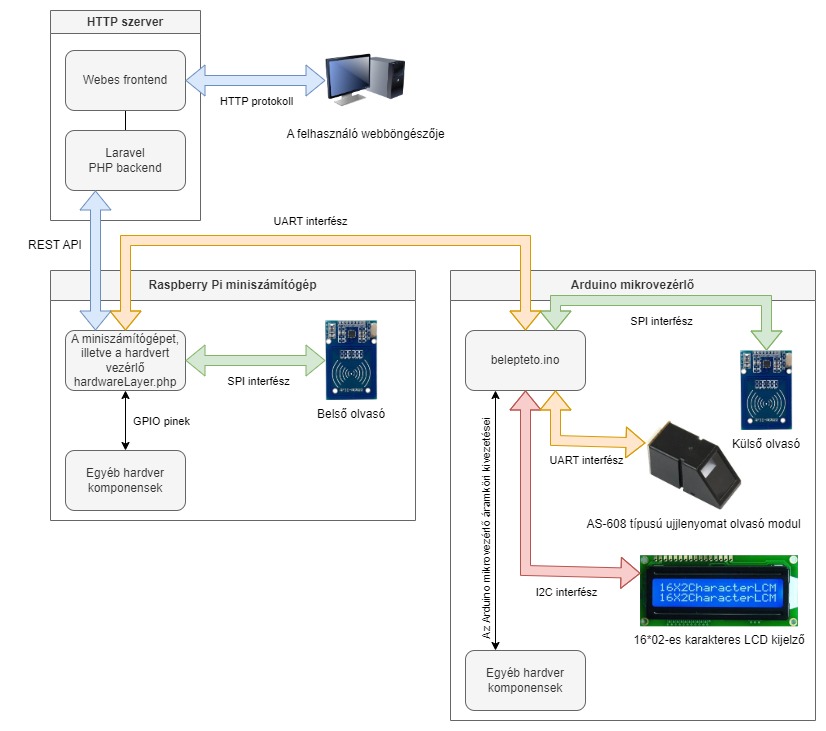 HTTP szerver
Webes frontend
HTTP protokoll
A felhasználó webböngészője
Laravel
PHP backend
UART interfész
REST API
Raspberry Pi miniszámítógép
A miniszámítógépet,
illetve a hardvert
vezérlő
hardwareLayer.php
SPI interfész
Belső olvasó
GPIO pinek
Egyéb hardver
komponensek
Arduino mikrovezérlő
SPI interfész
belepteto.ino
Külső olvasó
UART interfész
AS-608 típusú ujjlenyomat olvasó modul
Az Arduino mikrovezérlő áramköri kivezetései
I2C interfész
16X2CharacterLCM
16X2CharacterLCM
16*02-es karakteres LCD kijelző
Egyéb hardver
komponensek